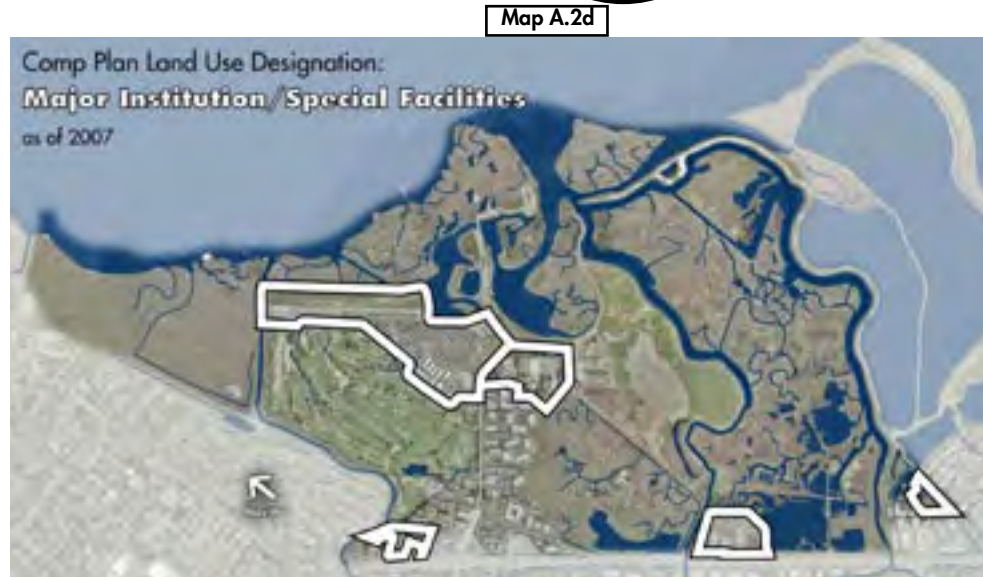 Map A.2d
Comp Plan Land Use Designation:
Major Institution/Special Facilities
as of 2007